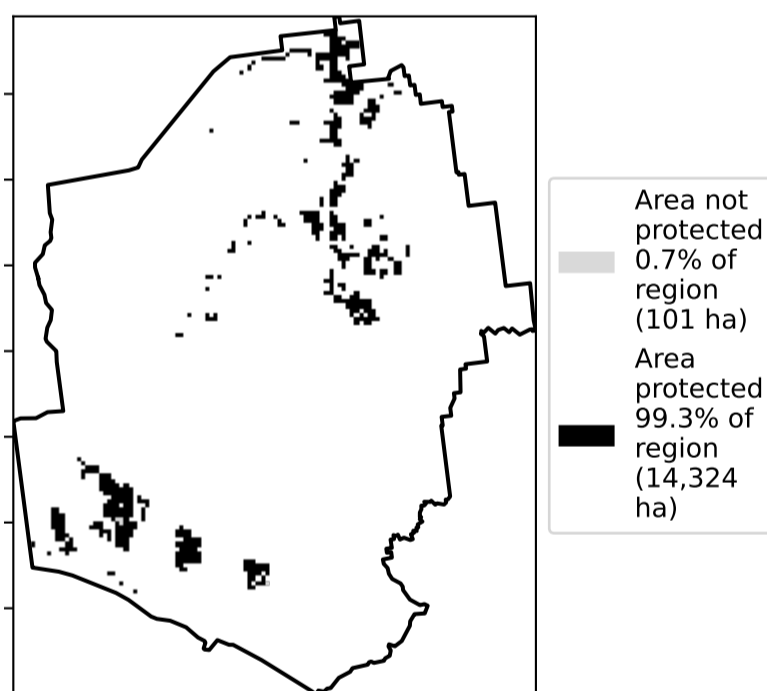 Area not
protected
0.7% of
region
(101 ha)
Area
protected
99.3% of
region
(14,324
ha)